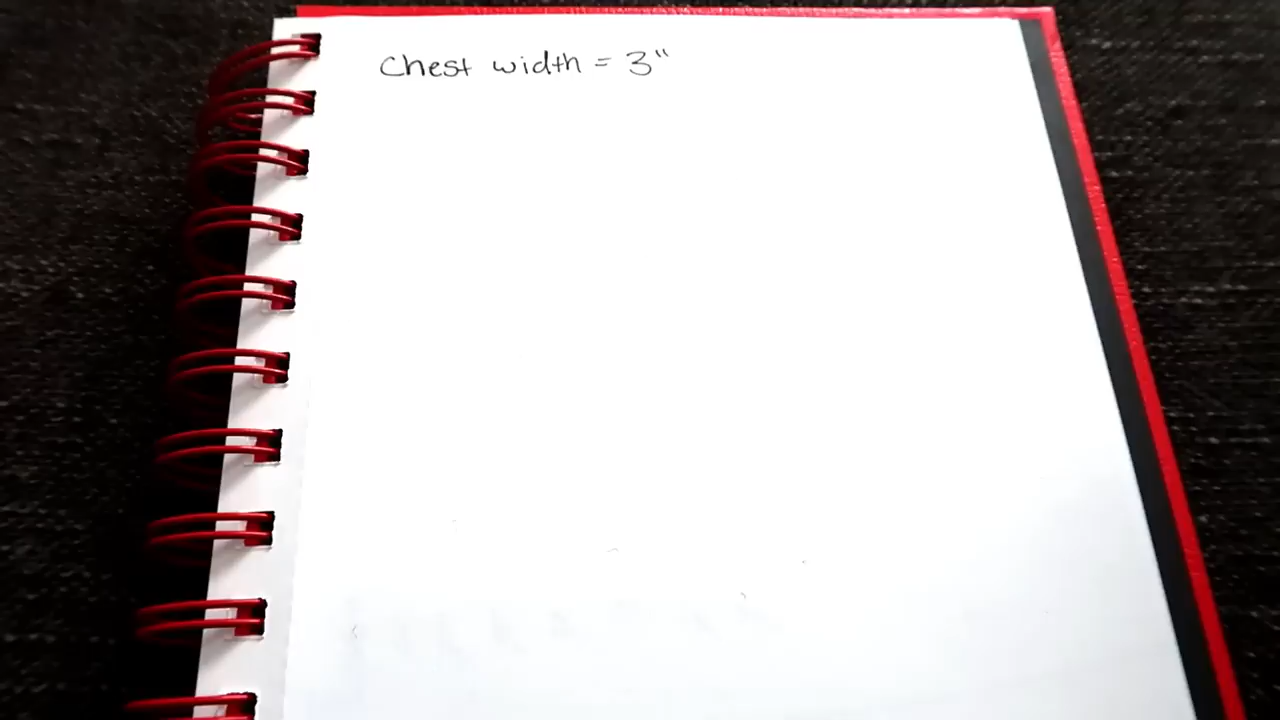 Chest width = 3"